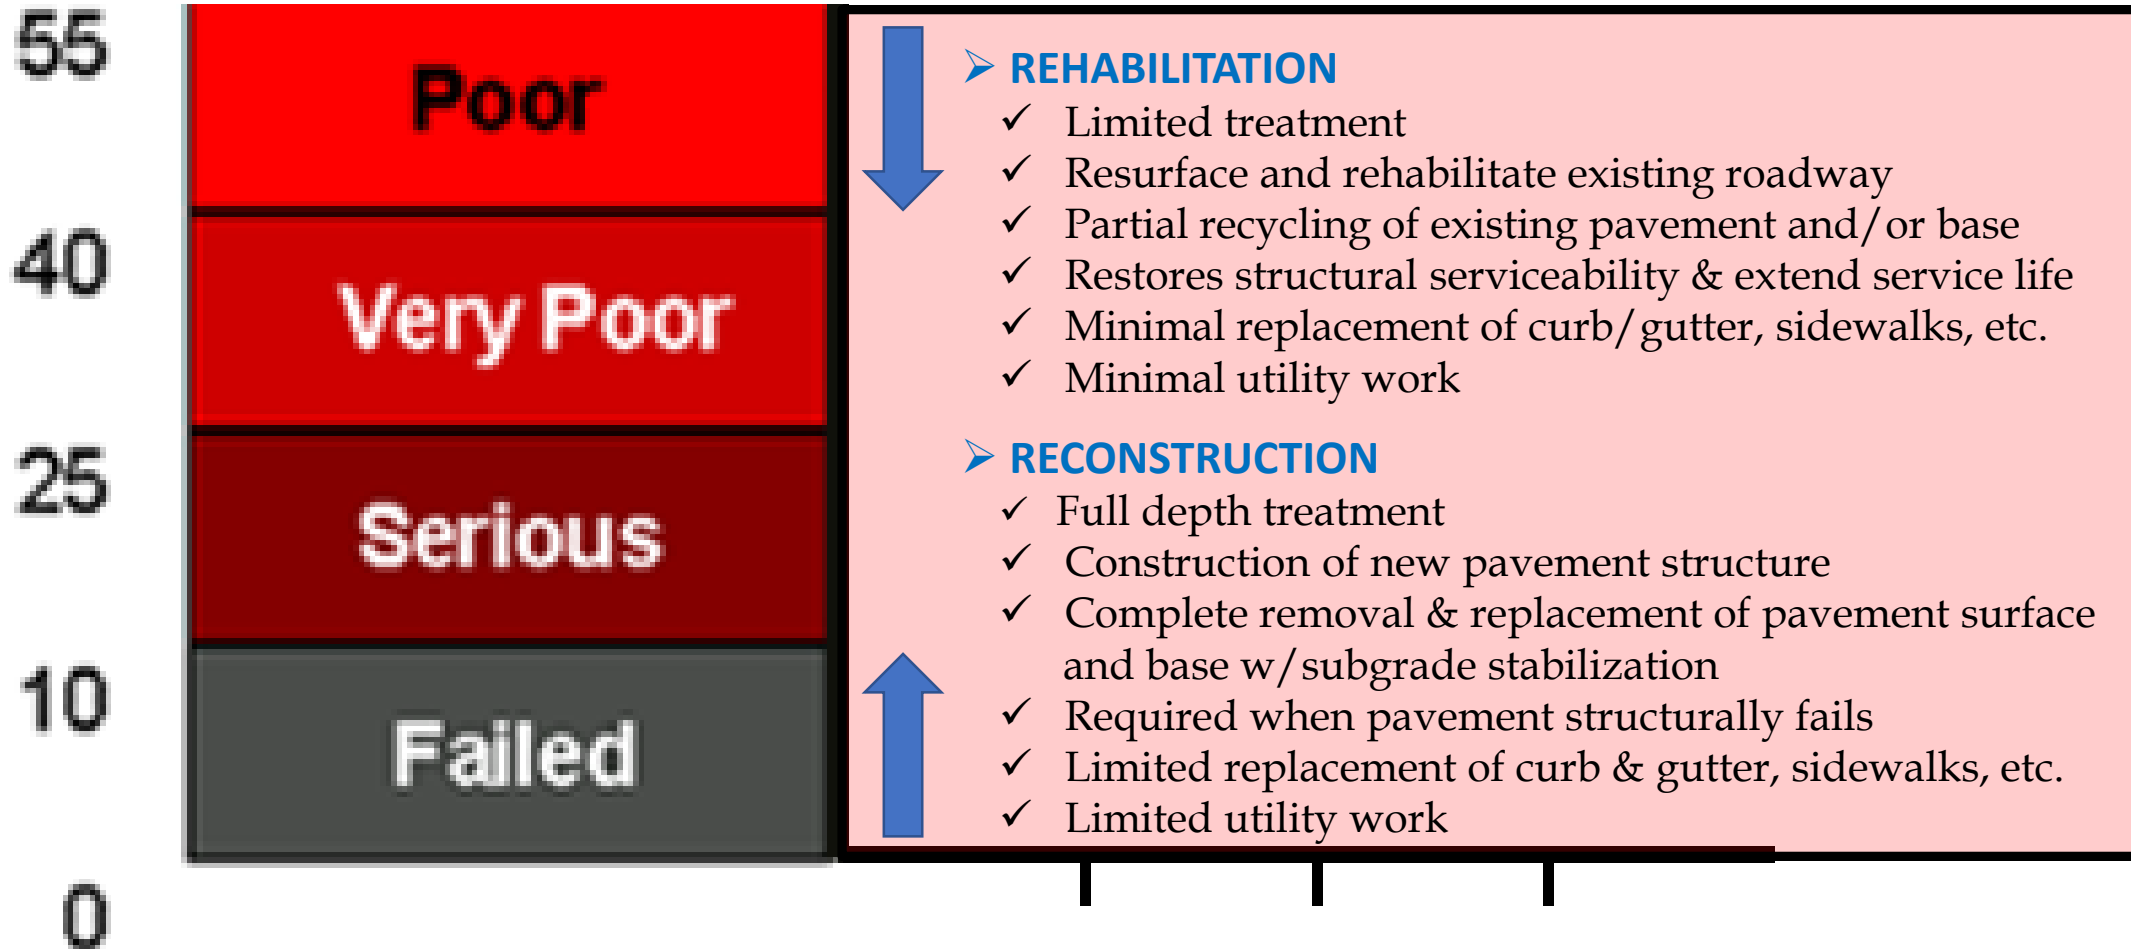 55
Poor
40
Very Poor
25
Serious
10
Failed
0
➢ REHABILITATION
✓ Limited treatment
✓ Resurface and rehabilitate existing roadway
✓ Partial recycling of existing pavement and/or base
✓ Restores structural serviceability & extend service life
✓ Minimal replacement of curb/gutter, sidewalks, etc.
✓ Minimal utility work
➢ RECONSTRUCTION
✓ Full depth treatment
✓ Construction of new pavement structure
✓ Complete removal & replacement of pavement surface
and base w/subgrade stabilization
✓ Required when pavement structurally fails
✓ Limited replacement of curb & gutter, sidewalks, etc.
✓ Limited utility work